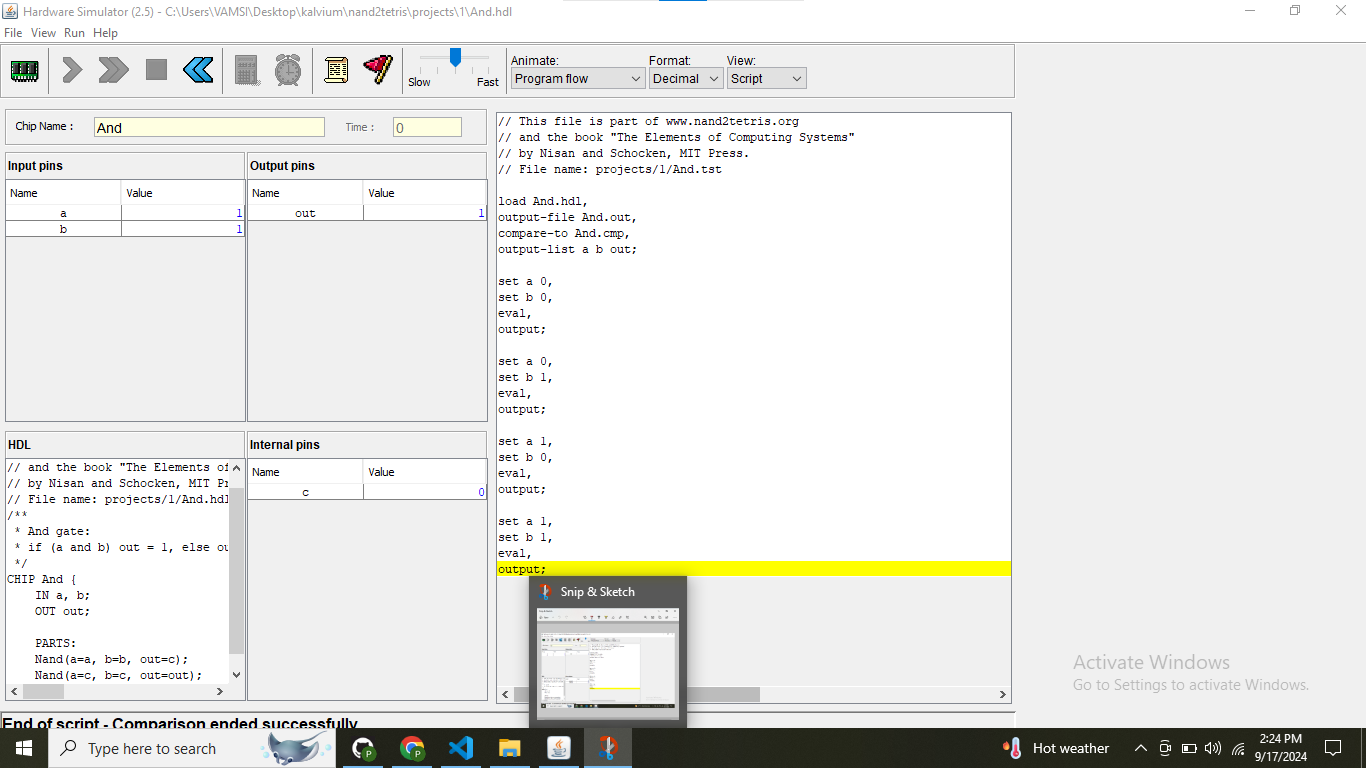 Hardware Simulator (2.5) - C:\Users\VAMSI\Desktop\kalvium\nand2tetris\projects\1\And.hdl
File View Run Help
Slow Fast
Animate: Format: View:
Program flow Decimal Script
Chip Name : And Time : 0
Input pins
Name Value
a 1
b 1
Output pins
Name Value
out 1
HDL
// and the book "The Elements of
// by Nisan and Schocken, MIT Pr
// File name: projects/1/And.hdl
/**
* And gate:
* if (a and b) out = 1, else ou
*/
CHIP And {
IN a, b;
OUT out;
PARTS:
Nand(a=a, b=b, out=c);
Nand(a=c, b=c, out=out);
Internal pins
Name Value
c 0
// This file is part of www.nand2tetris.org
// and the book "The Elements of Computing Systems"
// by Nisan and Schocken, MIT Press.
// File name: projects/1/And.tst
load And.hdl,
output-file And.out,
compare-to And.cmp,
output-list a b out;
set a 0,
set b 0,
eval,
output;
set a 0,
set b 1,
eval,
output;
set a 1,
set b 0,
eval,
output;
set a 1,
set b 1,
eval,
output;
Snip & Sketch
Activate Windows
Go to Settings to activate Windows.
End of script - Comparison ended successfully
Type here to search
Hot weather
2:24 PM
9/17/2024